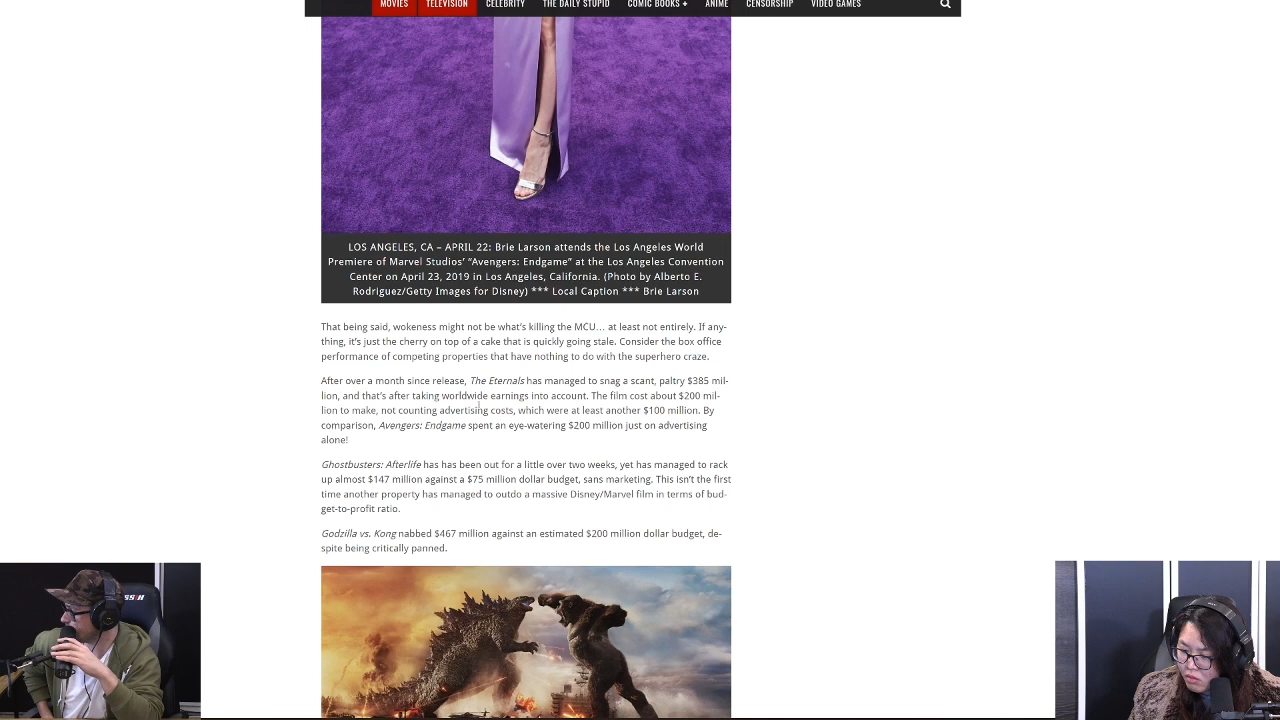 MOVIES TELEVISION CELEBRITY THE DAILY STUPID COMIC BOOKS + ANIME CENSORSHIP VIDEO GAMES
LOS ANGELES, CA – APRIL 22: Brie Larson attends the Los Angeles World
Premiere of Marvel Studios’ “Avengers: Endgame” at the Los Angeles Convention
Center on April 23, 2019 in Los Angeles, California. (Photo by Alberto E.
Rodriguez/Getty Images for Disney) *** Local Caption *** Brie Larson
That being said, wokeness might not be what’s killing the MCU… at least not entirely. If any-
thing, it’s just the cherry on top of a cake that is quickly going stale. Consider the box office
performance of competing properties that have nothing to do with the superhero craze.
After over a month since release, The Eternals has managed to snag a scant, paltry $385 mil-
lion, and that’s after taking worldwide earnings into account. The film cost about $200 mil-
lion to make, not counting advertising costs, which were at least another $100 million. By
comparison, Avengers: Endgame spent an eye-watering $200 million just on advertising
alone!
Ghostbusters: Afterlife has has been out for a little over two weeks, yet has managed to rack
up almost $147 million against a $75 million dollar budget, sans marketing. This isn’t the first
time another property has managed to outdo a massive Disney/Marvel film in terms of bud-
get-to-profit ratio.
Godzilla vs. Kong nabbed $467 million against an estimated $200 million dollar budget, de-
spite being critically panned.